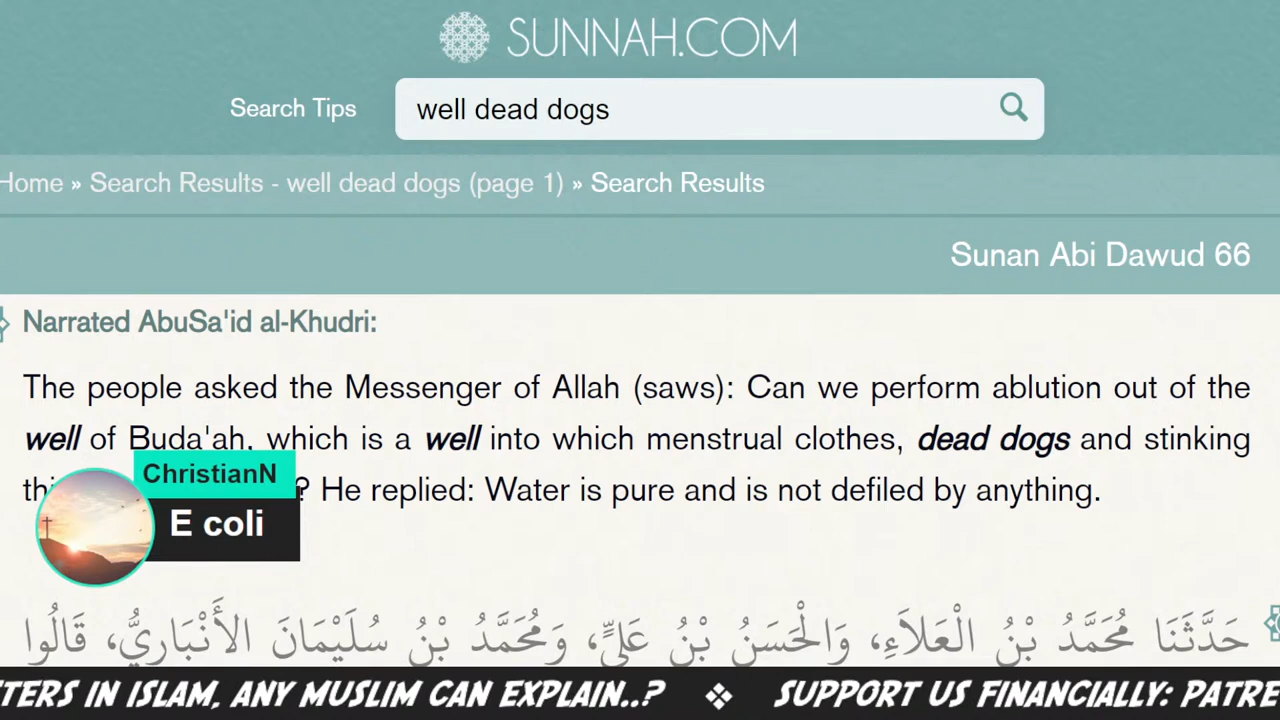 SUNNAH.COM
Search Tips
well dead dogs
Home » Search Results - well dead dogs (page 1) » Search Results
Sunan Abi Dawud 66
Narrated AbuSa'id al-Khudri:
The people asked the Messenger of Allah (saws): Can we perform ablution out of the
well of Buda'ah, which is a well into which menstrual clothes, dead dogs and stinking
? He replied: Water is pure and is not defiled by anything.
ChristianN
E coli
حَدَّثَنَا مُحَمَّدُ بْنُ الْعَلاَءِ، وَالْحَسَنُ بْنُ عَلِيٍّ، وَمُحَمَّدُ بْنُ سُلَيْمَانَ الأَنْبَارِيُّ، قَالُوا
IN ISLAM, ANY MUSLIM CAN EXPLAIN..? ❖ SUPPORT US FINANCIALLY: